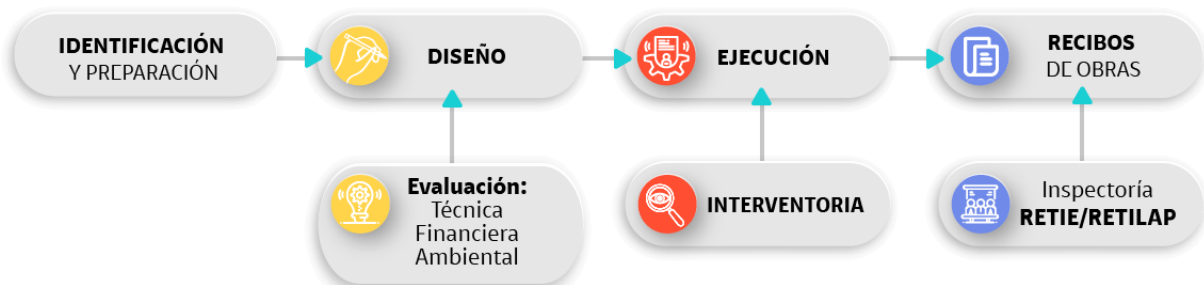 IDENTIFICACIÓN
Y PREPARACIÓN
DISEÑO
EJECUCIÓN
RECIBOS
DE OBRAS
Evaluación:
Técnica
Financiera
Ambiental
INTERVENTORIA
Inspectoría
RETIE/RETILAP